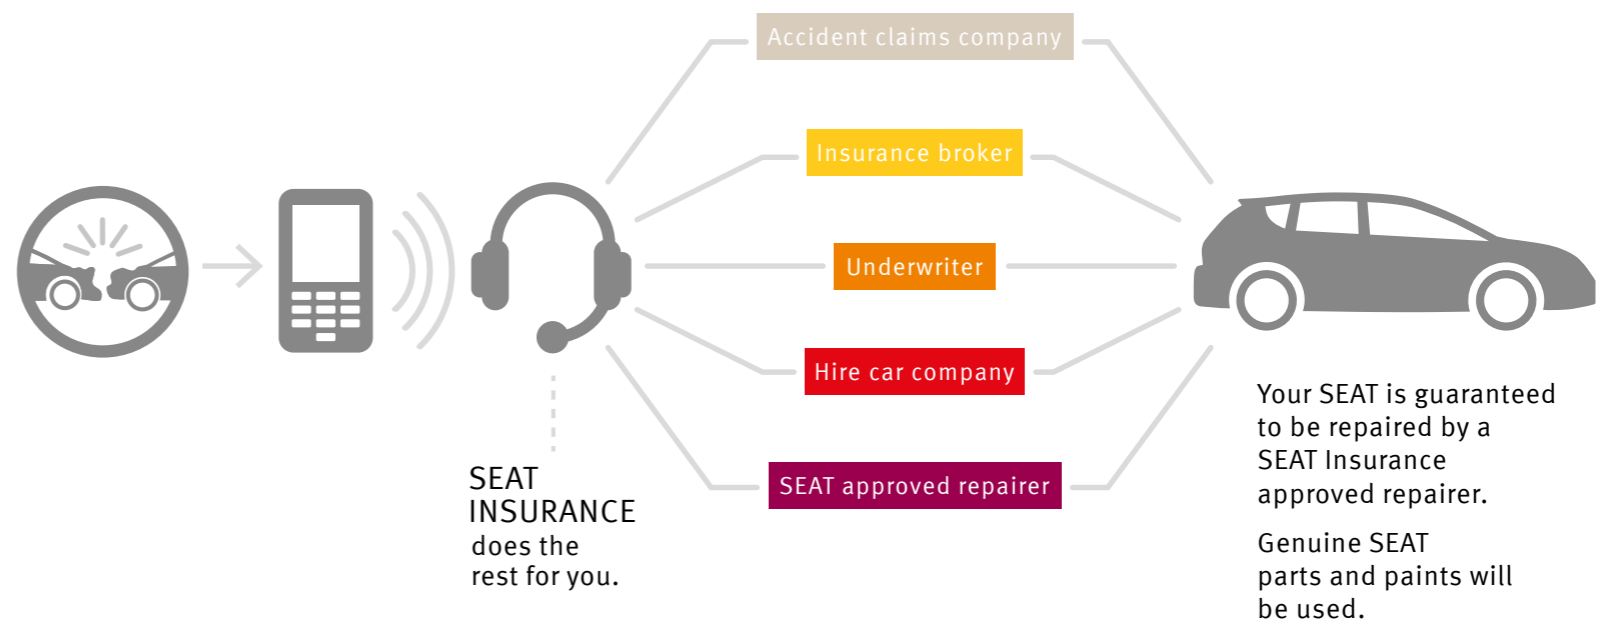 Accident claims company
Insurance broker
Underwriter
Hire car company
SEAT approved repairer
SEAT
INSURANCE
does the
rest for you.
Your SEAT is guaranteed
to be repaired by a
SEAT Insurance
approved repairer.
Genuine SEAT
parts and paints will
be used.